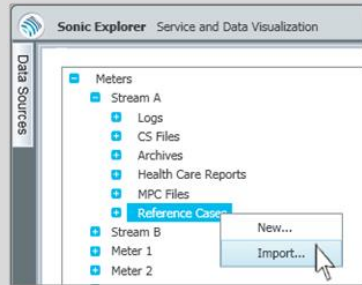 Sonic Explorer Service and Data Visualization
Data Sources
Meters
Stream A
Logs
CS Files
Archives
Health Care Reports
MPC Files
Reference Cases
New...
Import...
Stream B
Meter 1
Meter 2